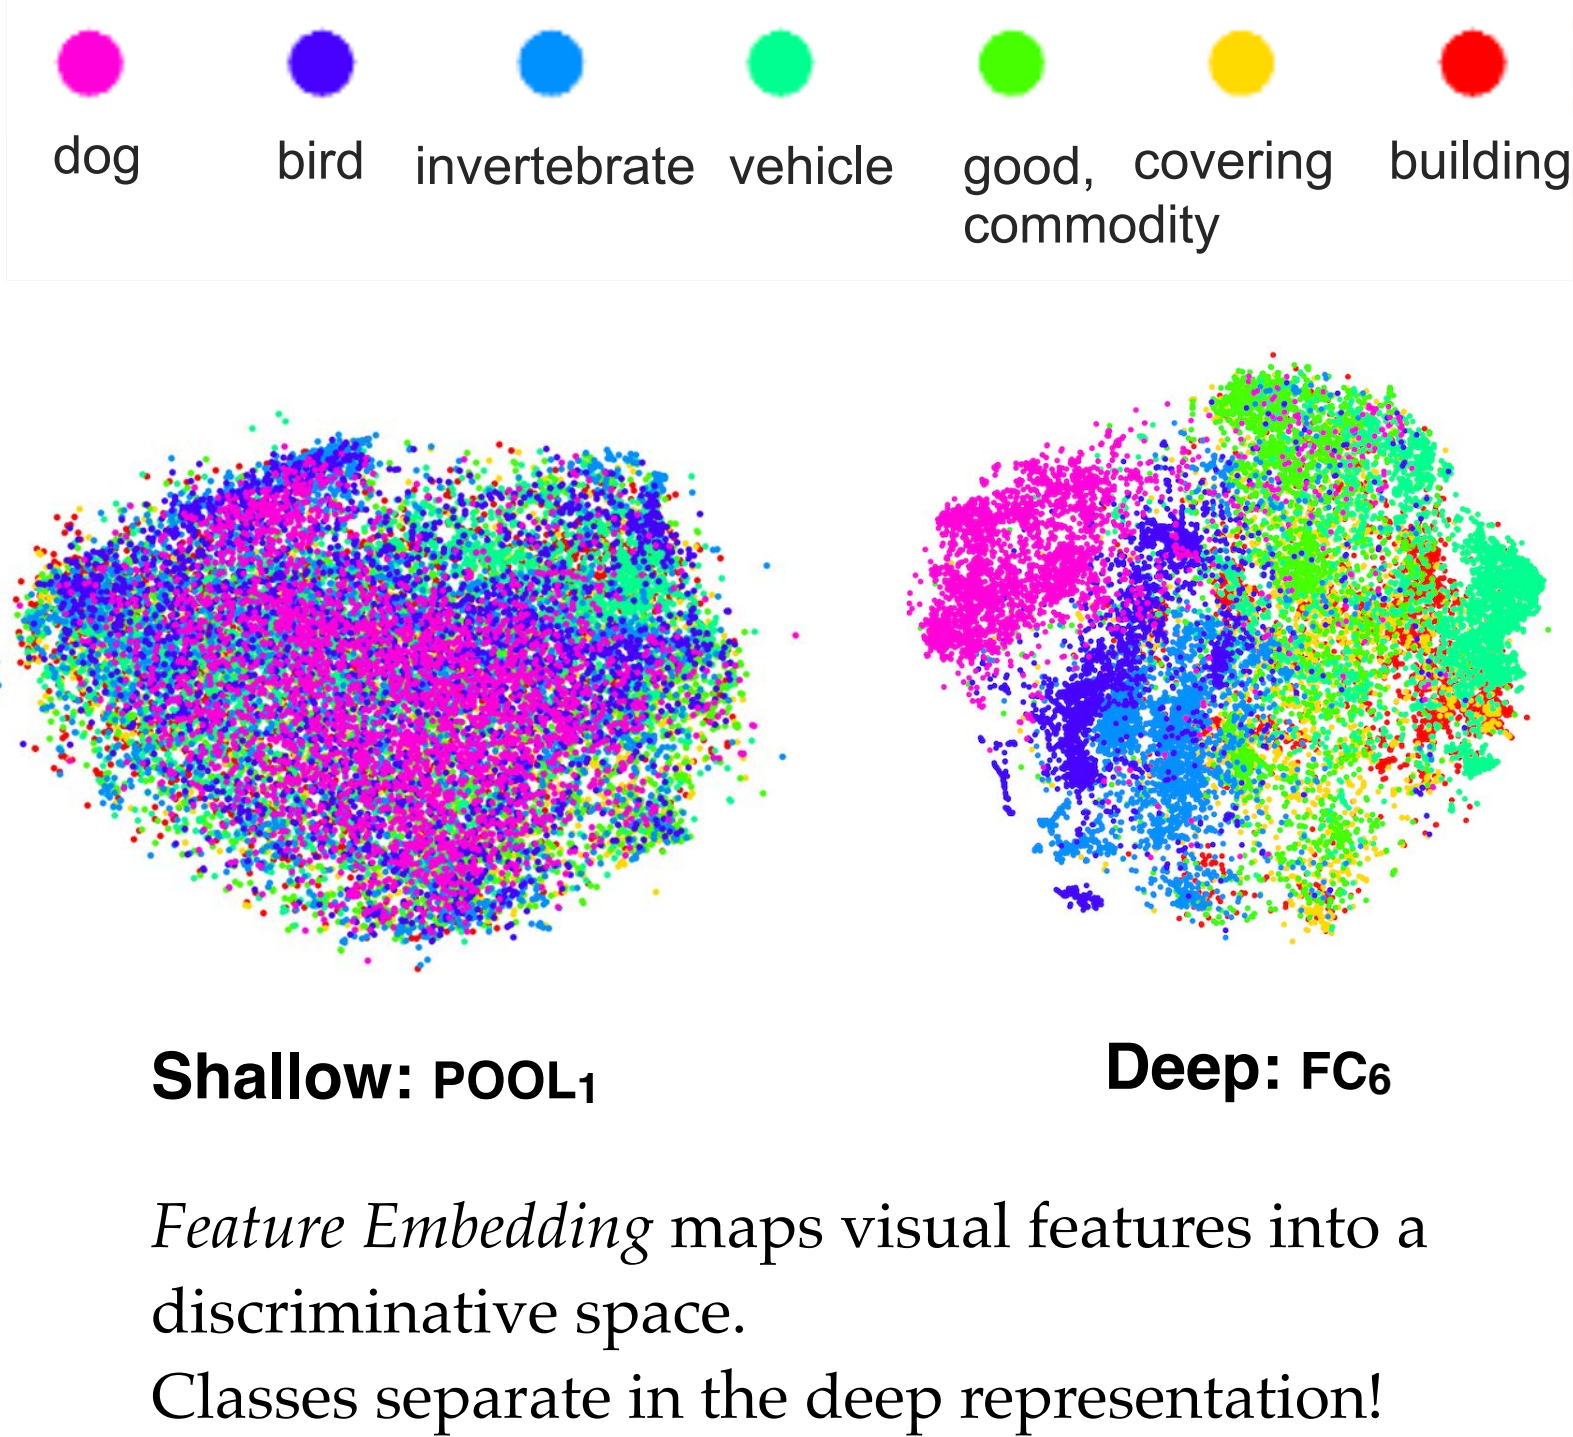 dog bird invertebrate vehicle good, covering building
commodity
Shallow: POOL1 Deep: FC6
Feature Embedding maps visual features into a
discriminative space.
Classes separate in the deep representation!